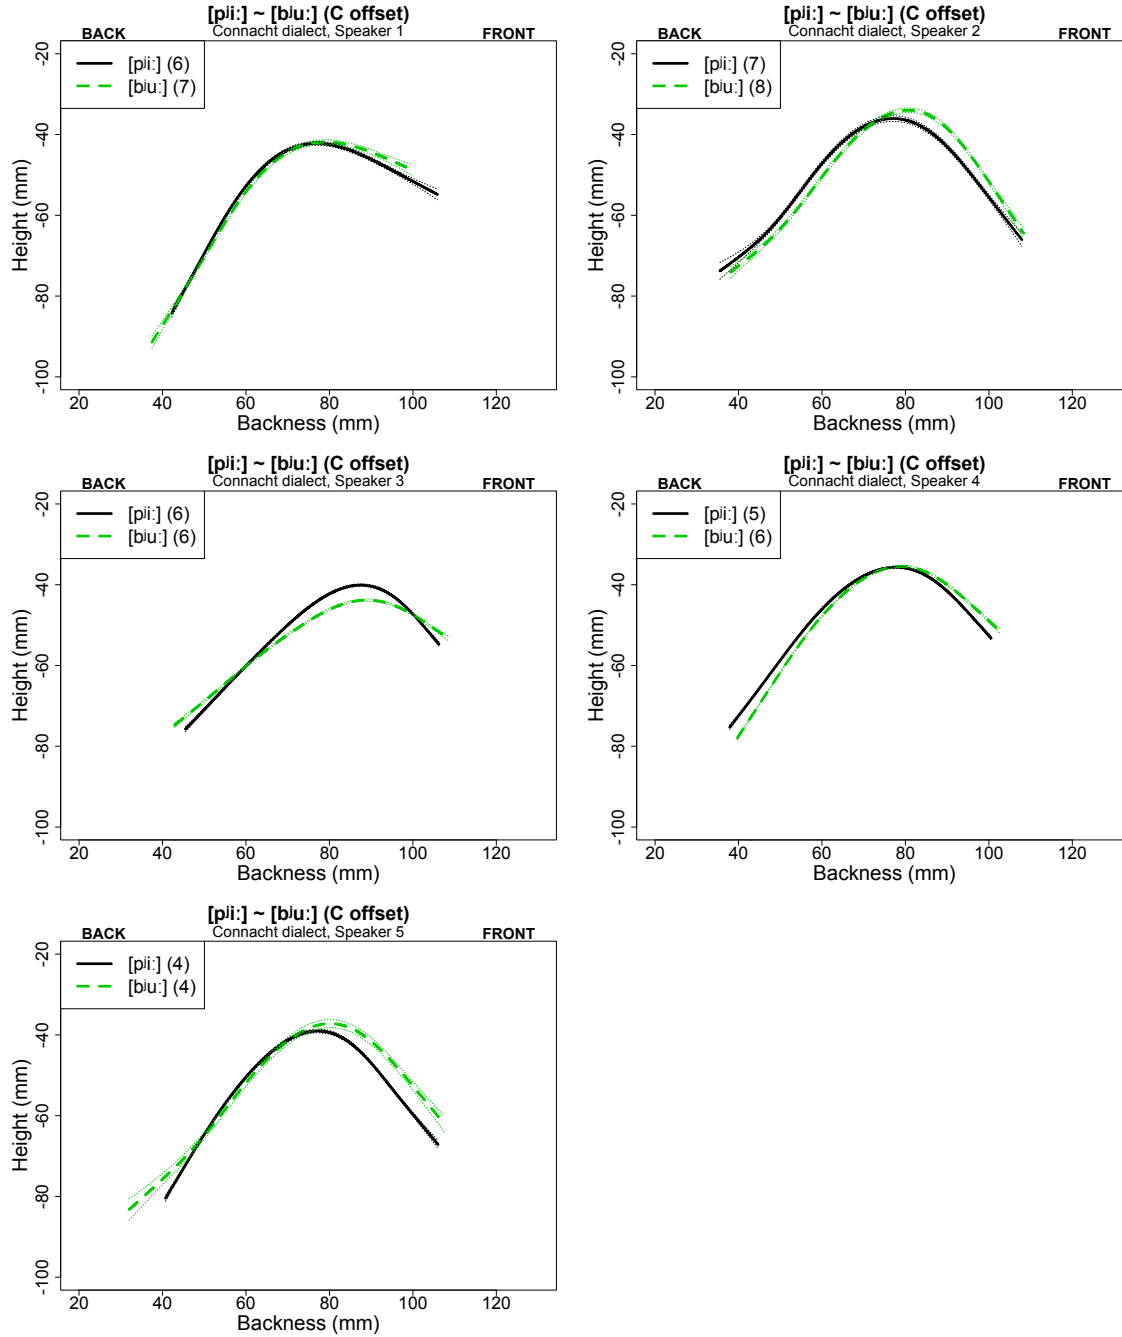 [pʲiː] ~ [bʲuː] (C offset)
Connacht dialect, Speaker 1
BACK
FRONT
[pʲiː] (6)
[bʲuː] (7)
Height (mm)
-20
-40
-60
-80
-100
20 40 60 80 100 120
Backness (mm)
[pʲiː] ~ [bʲuː] (C offset)
Connacht dialect, Speaker 2
BACK
FRONT
[pʲiː] (7)
[bʲuː] (8)
Height (mm)
-20
-40
-60
-80
-100
20 40 60 80 100 120
Backness (mm)
[pʲiː] ~ [bʲuː] (C offset)
Connacht dialect, Speaker 3
BACK
FRONT
[pʲiː] (6)
[bʲuː] (6)
Height (mm)
-20
-40
-60
-80
-100
20 40 60 80 100 120
Backness (mm)
[pʲiː] ~ [bʲuː] (C offset)
Connacht dialect, Speaker 4
BACK
FRONT
[pʲiː] (5)
[bʲuː] (6)
Height (mm)
-20
-40
-60
-80
-100
20 40 60 80 100 120
Backness (mm)
[pʲiː] ~ [bʲuː] (C offset)
Connacht dialect, Speaker 5
BACK
FRONT
[pʲiː] (4)
[bʲuː] (4)
Height (mm)
-20
-40
-60
-80
-100
20 40 60 80 100 120
Backness (mm)